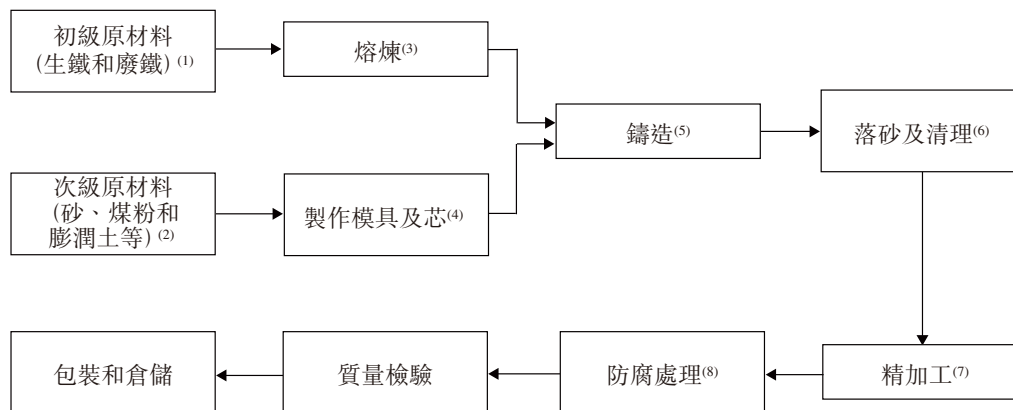 初級原材料
(生鐵和廢鐵) (1)
熔煉(3)
鑄造(5)
落砂及清理(6)
次級原材料
(砂、煤粉和
膨潤土等) (2)
製作模具及芯(4)
包裝和倉儲
質量檢驗
防腐處理(8)
精加工(7)